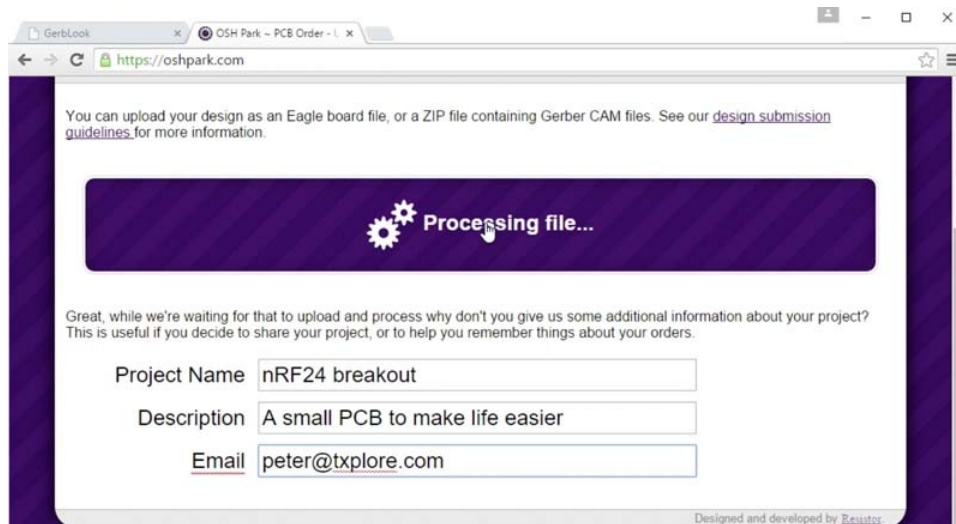 GerbLook
OSH Park ~ PCB Order - U
https://oshpark.com
You can upload your design as an Eagle board file, or a ZIP file containing Gerber CAM files. See our design submission
guidelines for more information.
Processing file...
Great, while we're waiting for that to upload and process why don't you give us some additional information about your project?
This is useful if you decide to share your project, or to help you remember things about your orders.
Project Name nRF24 breakout
Description A small PCB to make life easier
Email peter@txplore.com
Designed and developed by Resistor.